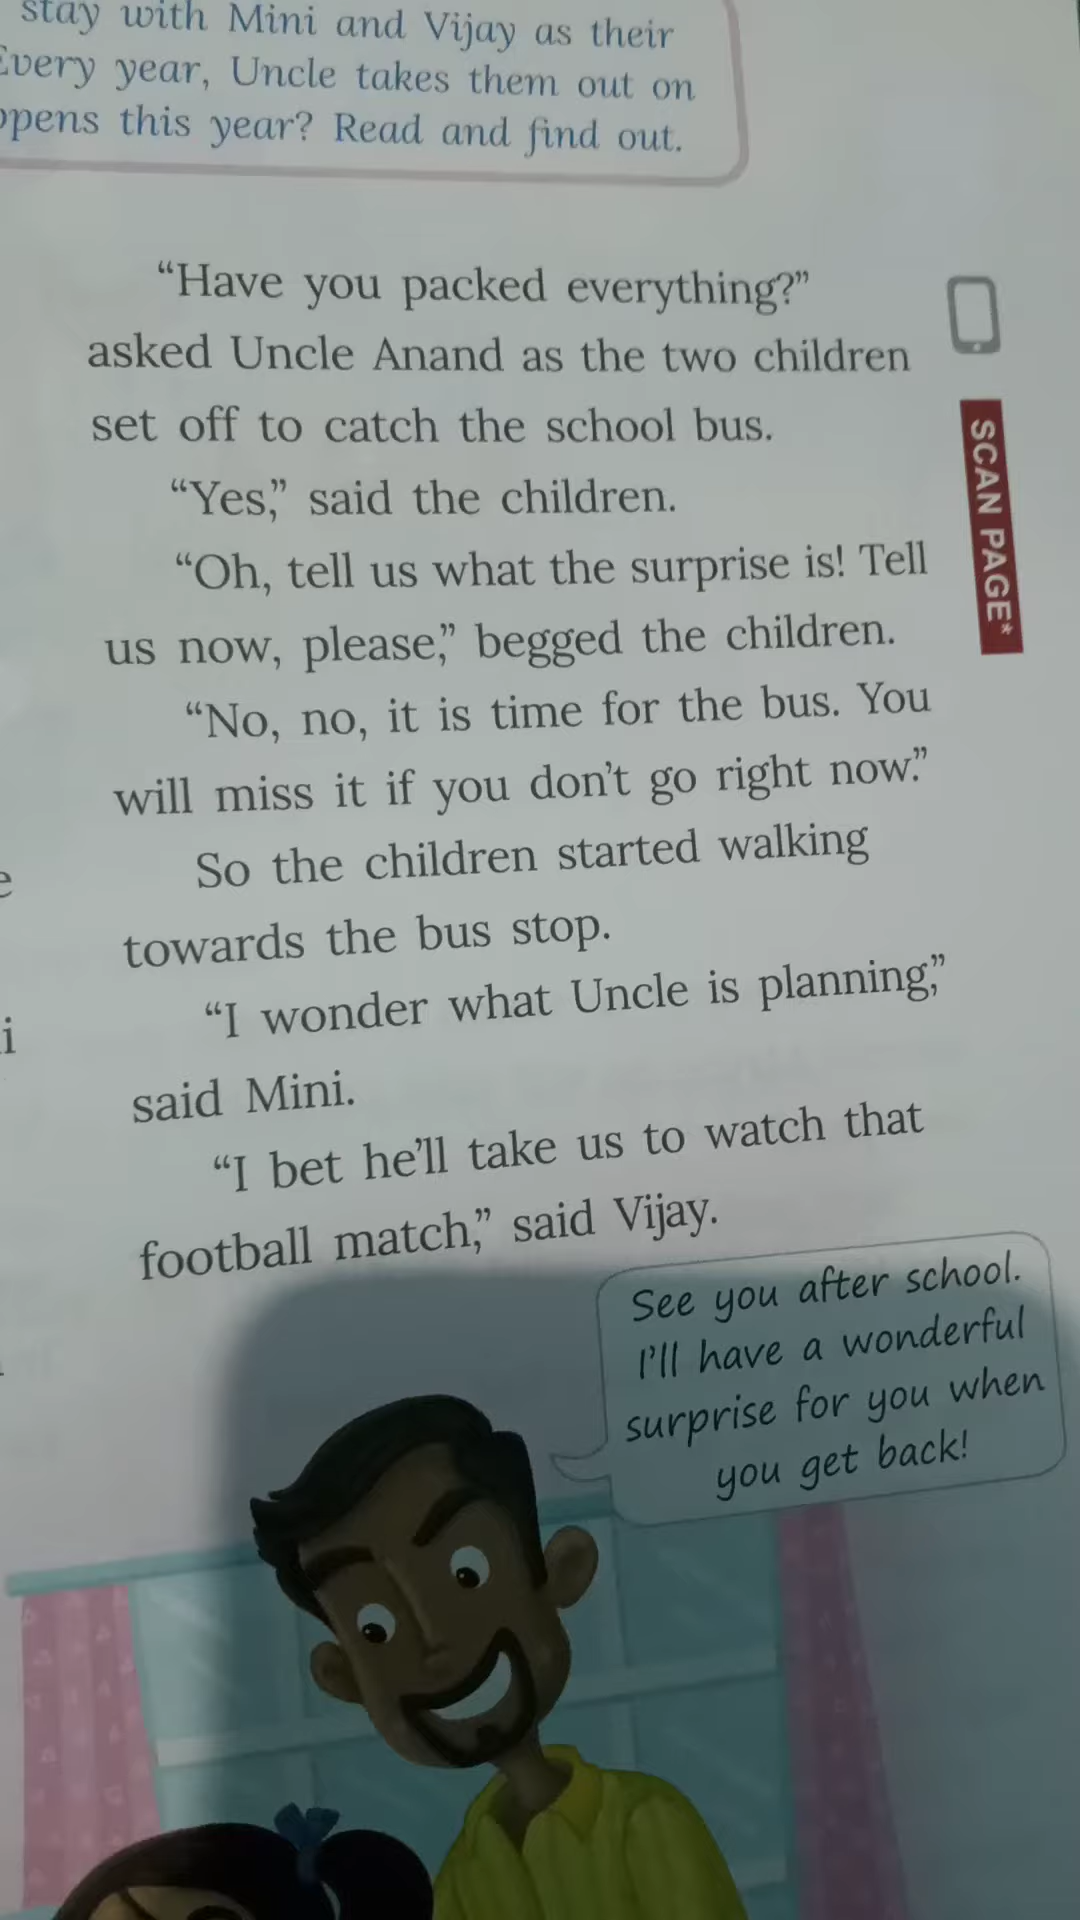 stay with Mini and Vijay as their
Every year, Uncle takes them out on
this year? Read and find out.
“Have you packed everything?”
asked Uncle Anand as the two children
set off to catch the school bus.
“Yes,” said the children.
“Oh, tell us what the surprise is! Tell
us now, please,” begged the children.
“No, no, it is time for the bus. You
will miss it if you don’t go right now.”
So the children started walking
towards the bus stop.
“I wonder what Uncle is planning,”
said Mini.
“I bet he’ll take us to watch that
football match,” said Vijay.
SCAN PAGE*
See you after school.
I’ll have a wonderful
surprise for you when
you get back!